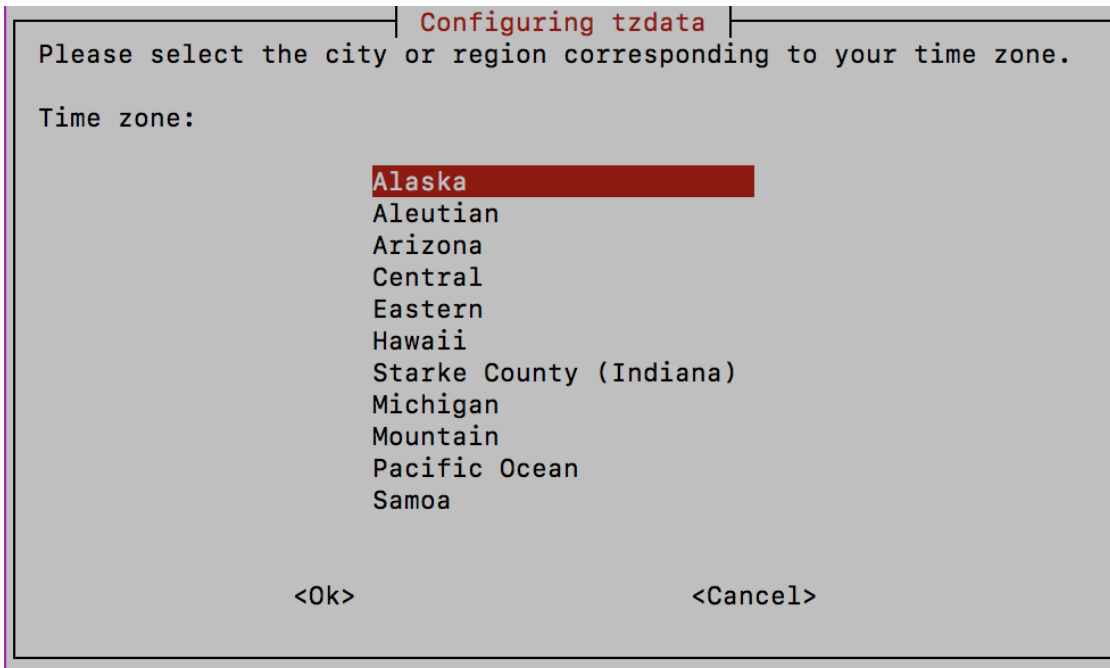 Configuring tzdata
Please select the city or region corresponding to your time zone.
Time zone:
Alaska
Aleutian
Arizona
Central
Eastern
Hawaii
Starke County (Indiana)
Michigan
Mountain
Pacific Ocean
Samoa
<Ok> <Cancel>